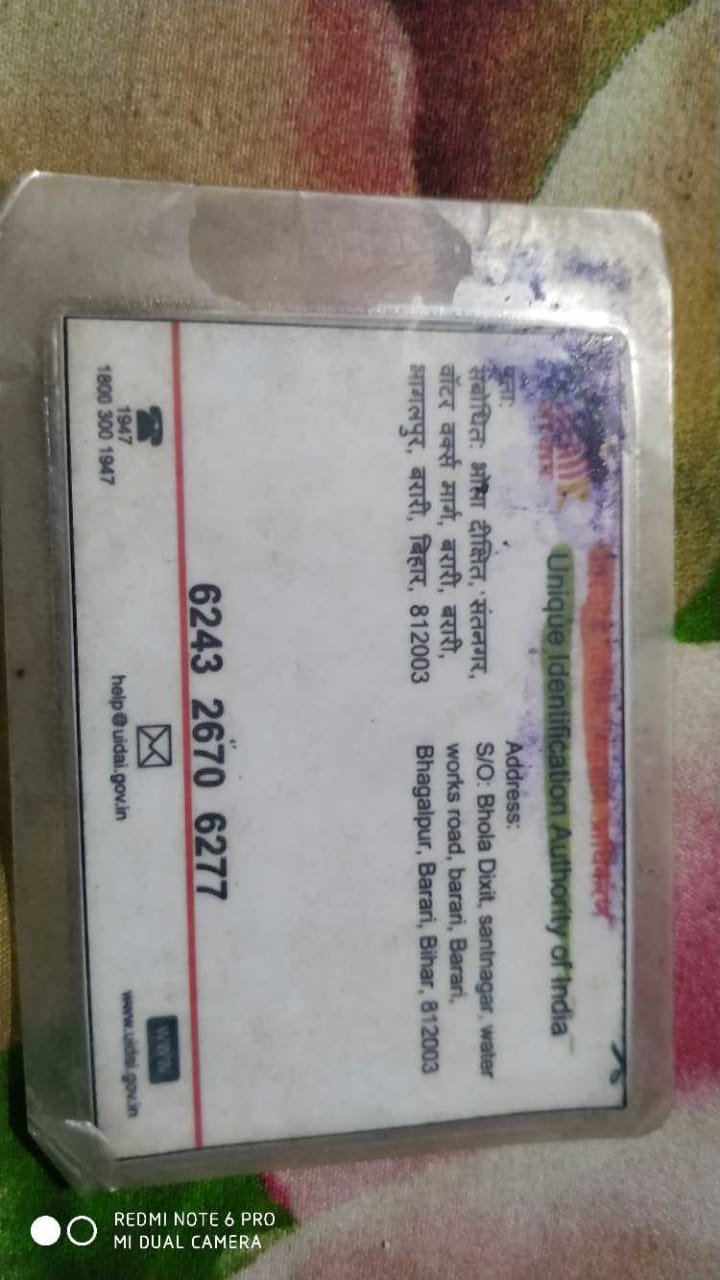 Unique Identification Authority of India
पता:
संबोधित: भोला दीक्षित, संतनगर,
वॉटर वर्क्स मार्ग, बरारी, बरारी,
भागलपुर, बरारी, बिहार, 812003
Address:
S/O: Bhola Dixit, santnagar, water
works road, barari, Barari,
Bhagalpur, Barari, Bihar, 812003
6243 2670 6277
1947
1800 300 1947
help@uidai.gov.in
www
www.uidai.gov.in
REDMI NOTE 6 PRO
MI DUAL CAMERA